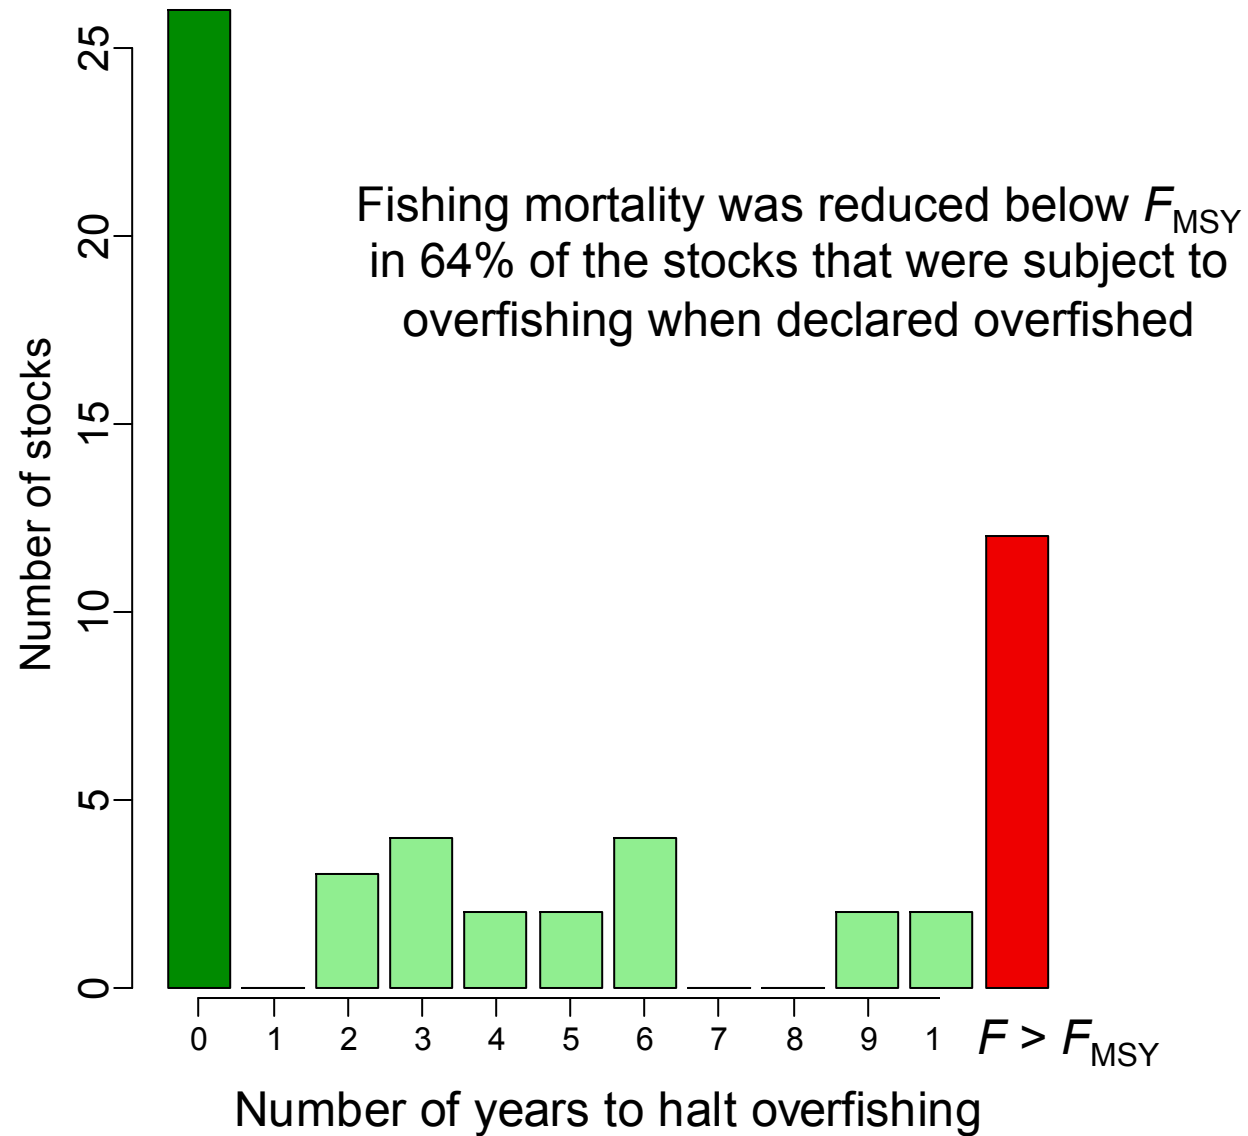 25
20
15
10
5
0
Number of stocks
Fishing mortality was reduced below F_MSY
in 64% of the stocks that were subject to
overfishing when declared overfished
0 1 2 3 4 5 6 7 8 9 1 F > F_MSY
Number of years to halt overfishing